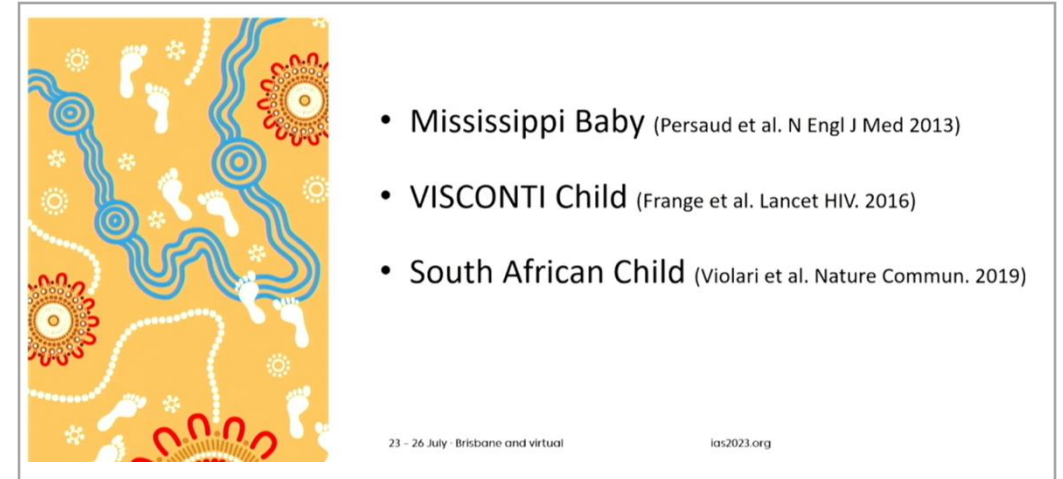 • Mississippi Baby (Persaud et al. N Engl J Med 2013)
• VISCONTI Child (Frange et al. Lancet HIV. 2016)
• South African Child (Violari et al. Nature Commun. 2019)
23 – 26 July · Brisbane and virtual
ias2023.org